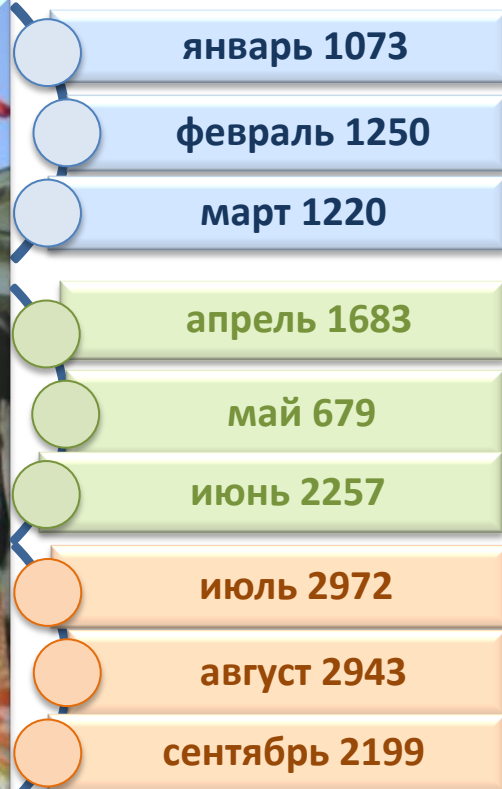 январь 1073
февраль 1250
март 1220
апрель 1683
май 679
июнь 2257
июль 2972
август 2943
сентябрь 2199